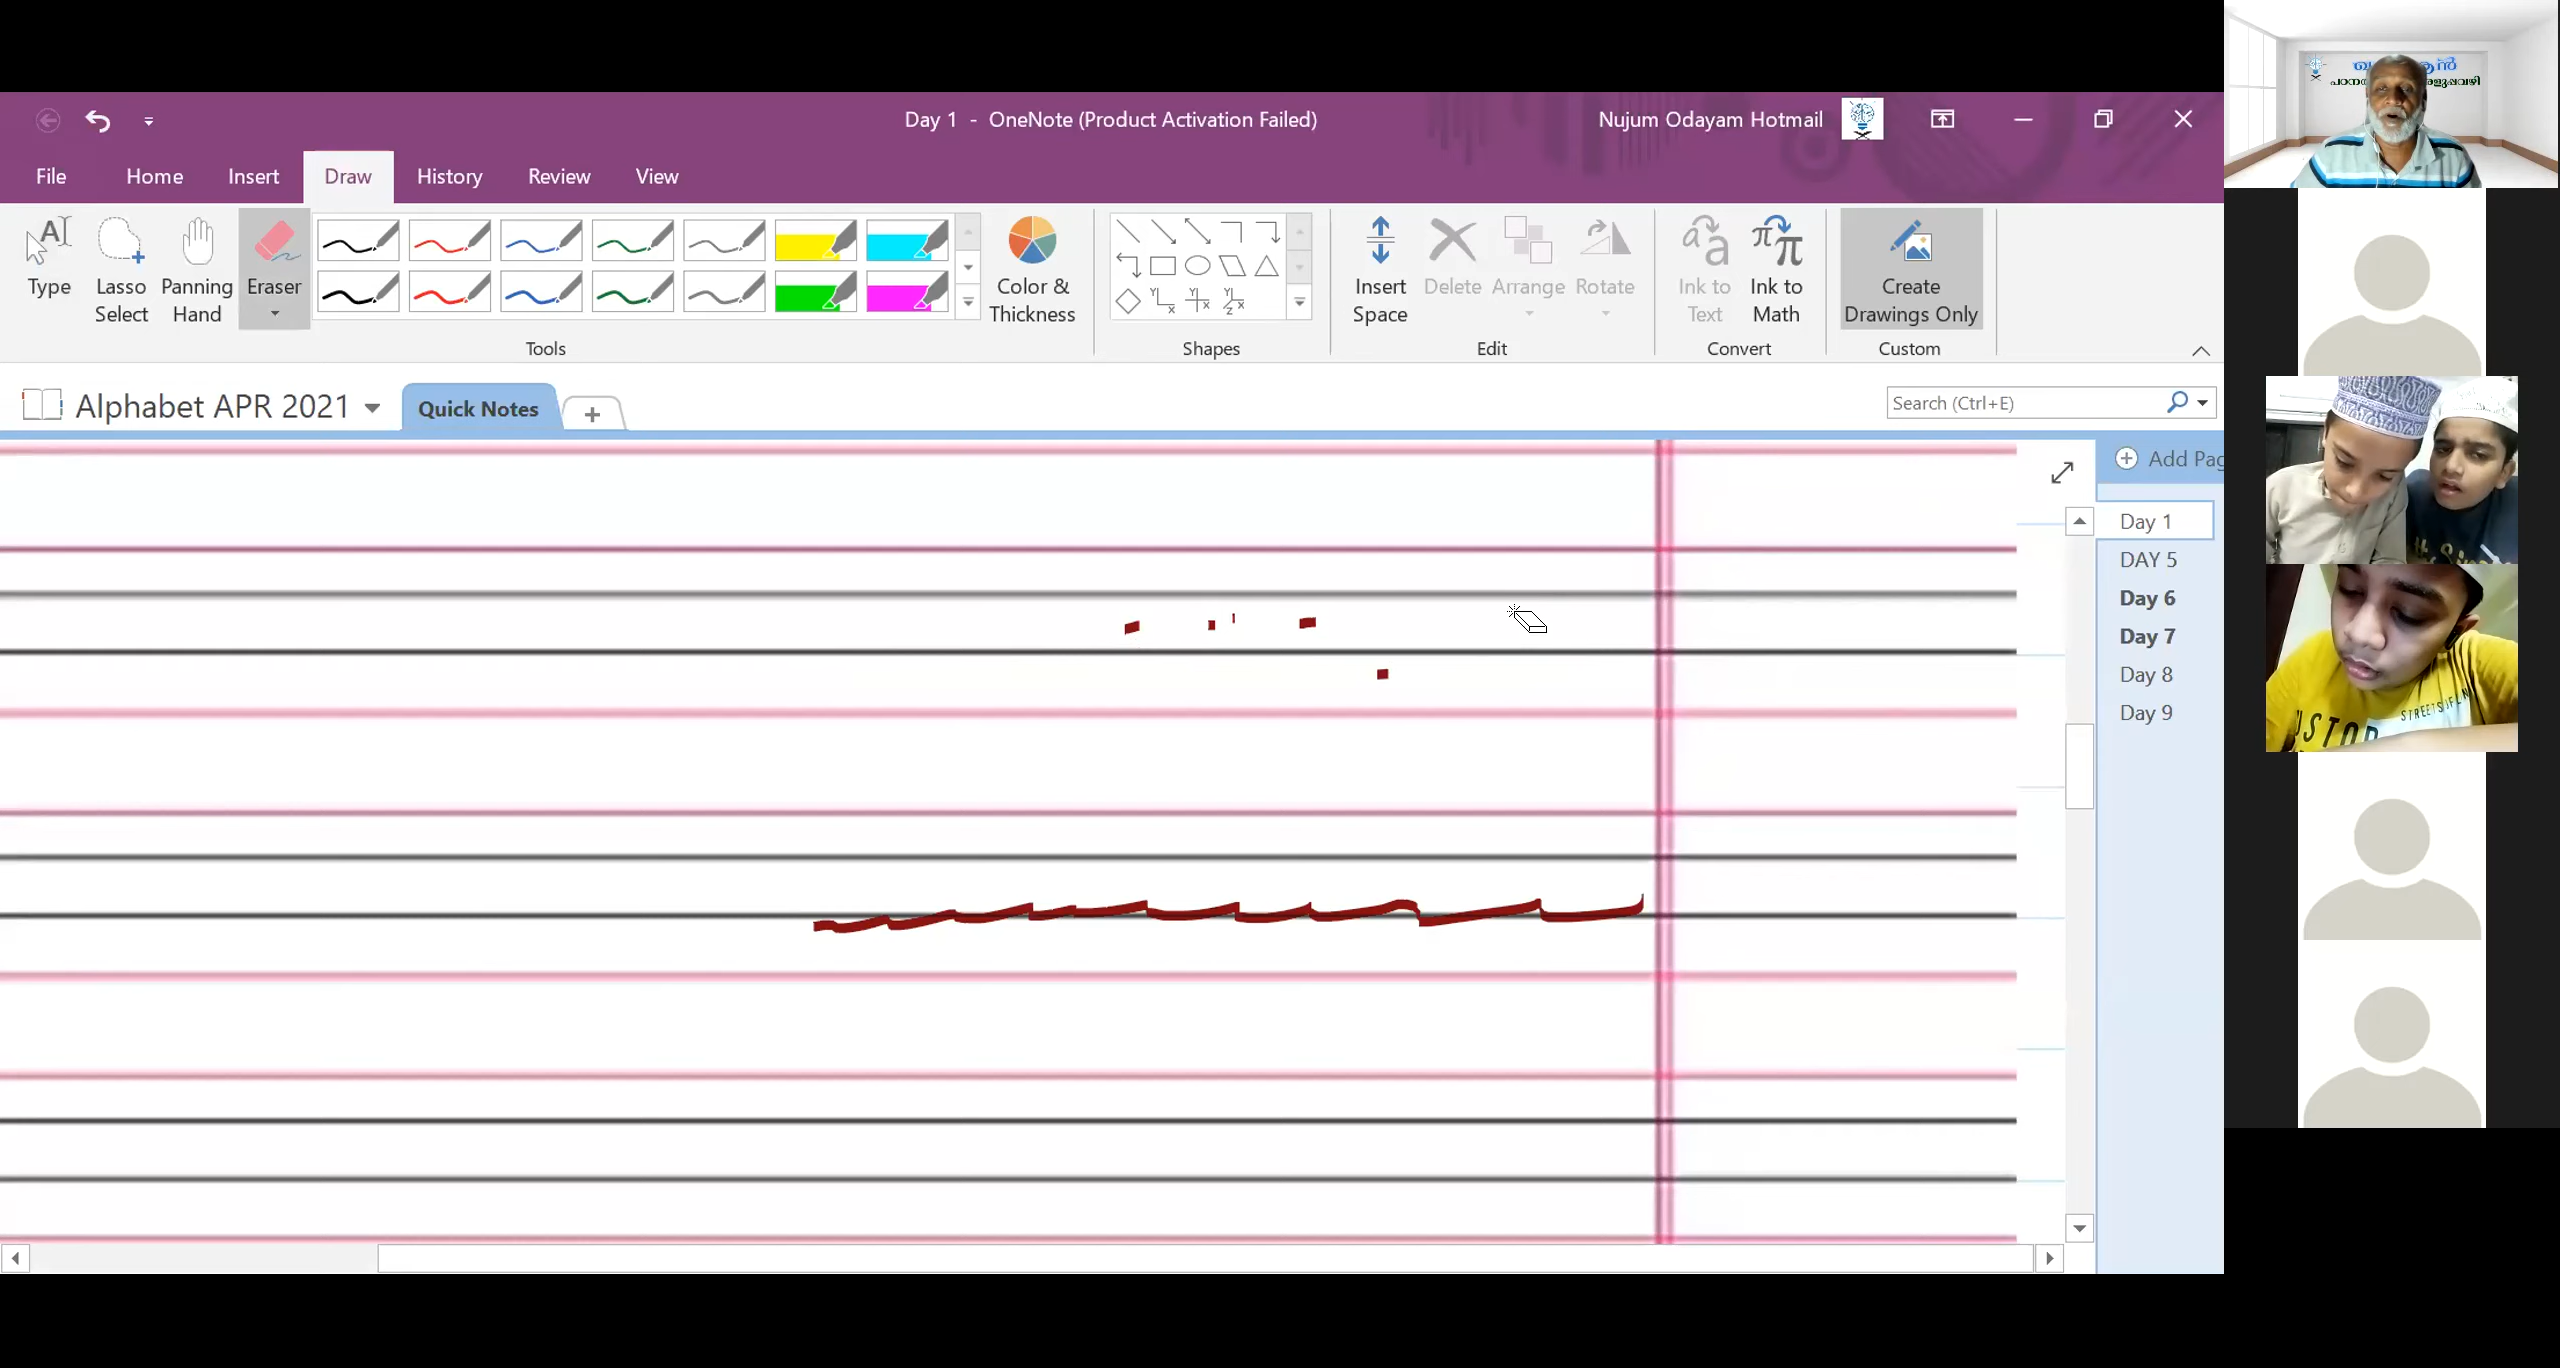 Day 1 - OneNote (Product Activation Failed)
Nujum Odayam Hotmail
File Home Insert Draw History Review View
Type
Lasso Select
Panning Hand
Eraser
Color & Thickness
Insert Space
Delete
Arrange
Rotate
Ink to Text
Ink to Math
Create Drawings Only
Tools
Shapes
Edit
Convert
Custom
Alphabet APR 2021
Quick Notes
Search (Ctrl+E)
Add Pag
Day 1
DAY 5
Day 6
Day 7
Day 8
Day 9